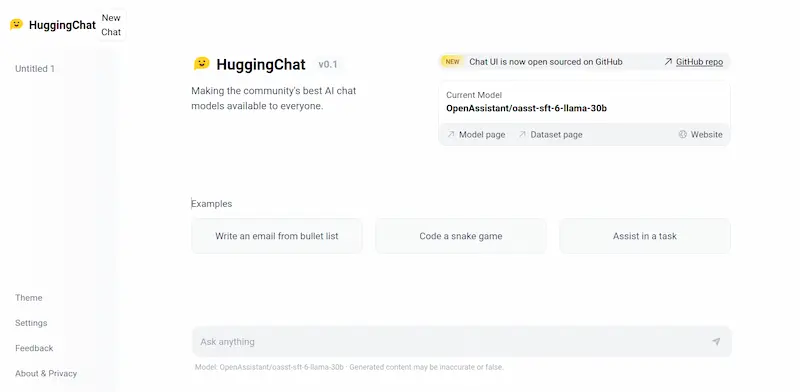 HuggingChat
New
Chat
Untitled 1
Theme
Settings
Feedback
About & Privacy
HuggingChat v0.1
Making the community's best AI chat
models available to everyone.
NEW Chat UI is now open sourced on GitHub GitHub repo
Current Model
OpenAssistant/oasst-sft-6-llama-30b
Model page Dataset page Website
Examples
Write an email from bullet list Code a snake game Assist in a task
Ask anything
Model: OpenAssistant/oasst-sft-6-llama-30b · Generated content may be inaccurate or false.